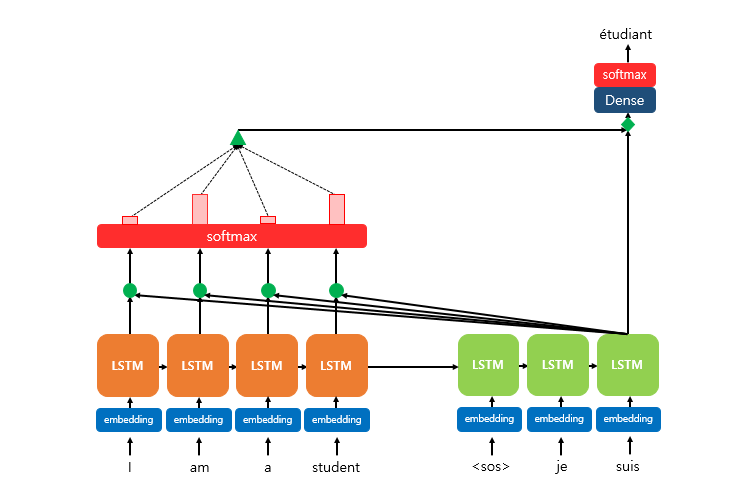 étudiant
softmax
Dense
softmax
LSTM LSTM LSTM LSTM LSTM LSTM LSTM
embedding embedding embedding embedding embedding embedding embedding
I am a student <sos> je suis